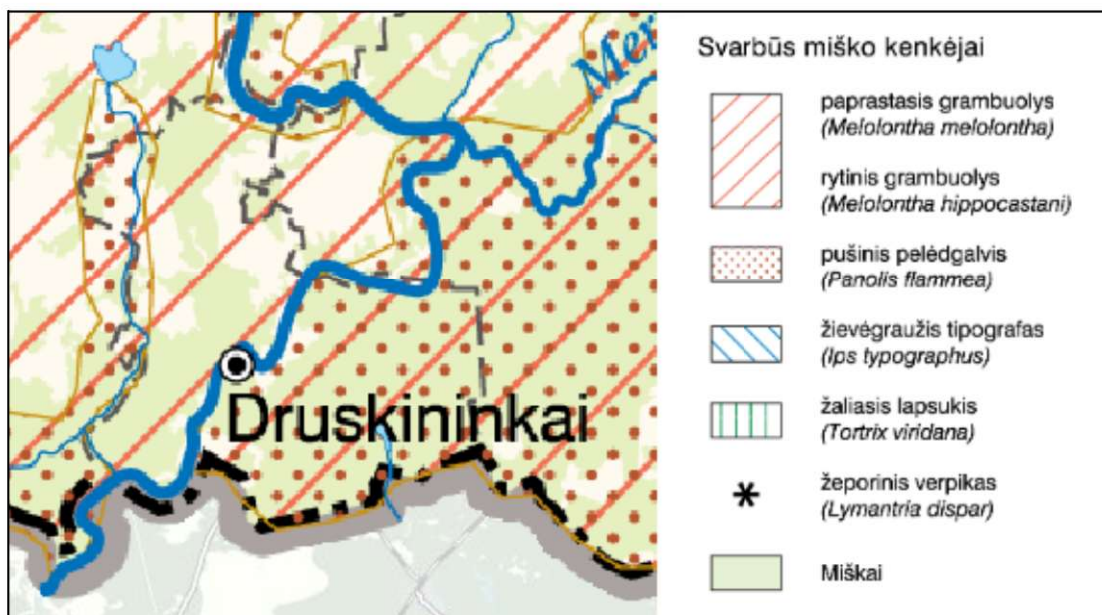 Mer
Druskininkai
Svarbūs miško kenkėjai
paprastasis grambuolys
(Melolontha melolontha)
rytinis grambuolys
(Melolontha hippocastani)
pušinis pelėdgalvis
(Panolis flammea)
žievėgraužis tipografas
(Ips typographus)
žaliasis lapsukis
(Tortrix viridana)
žeporinis verpikas
(Lymantria dispar)
Miškai